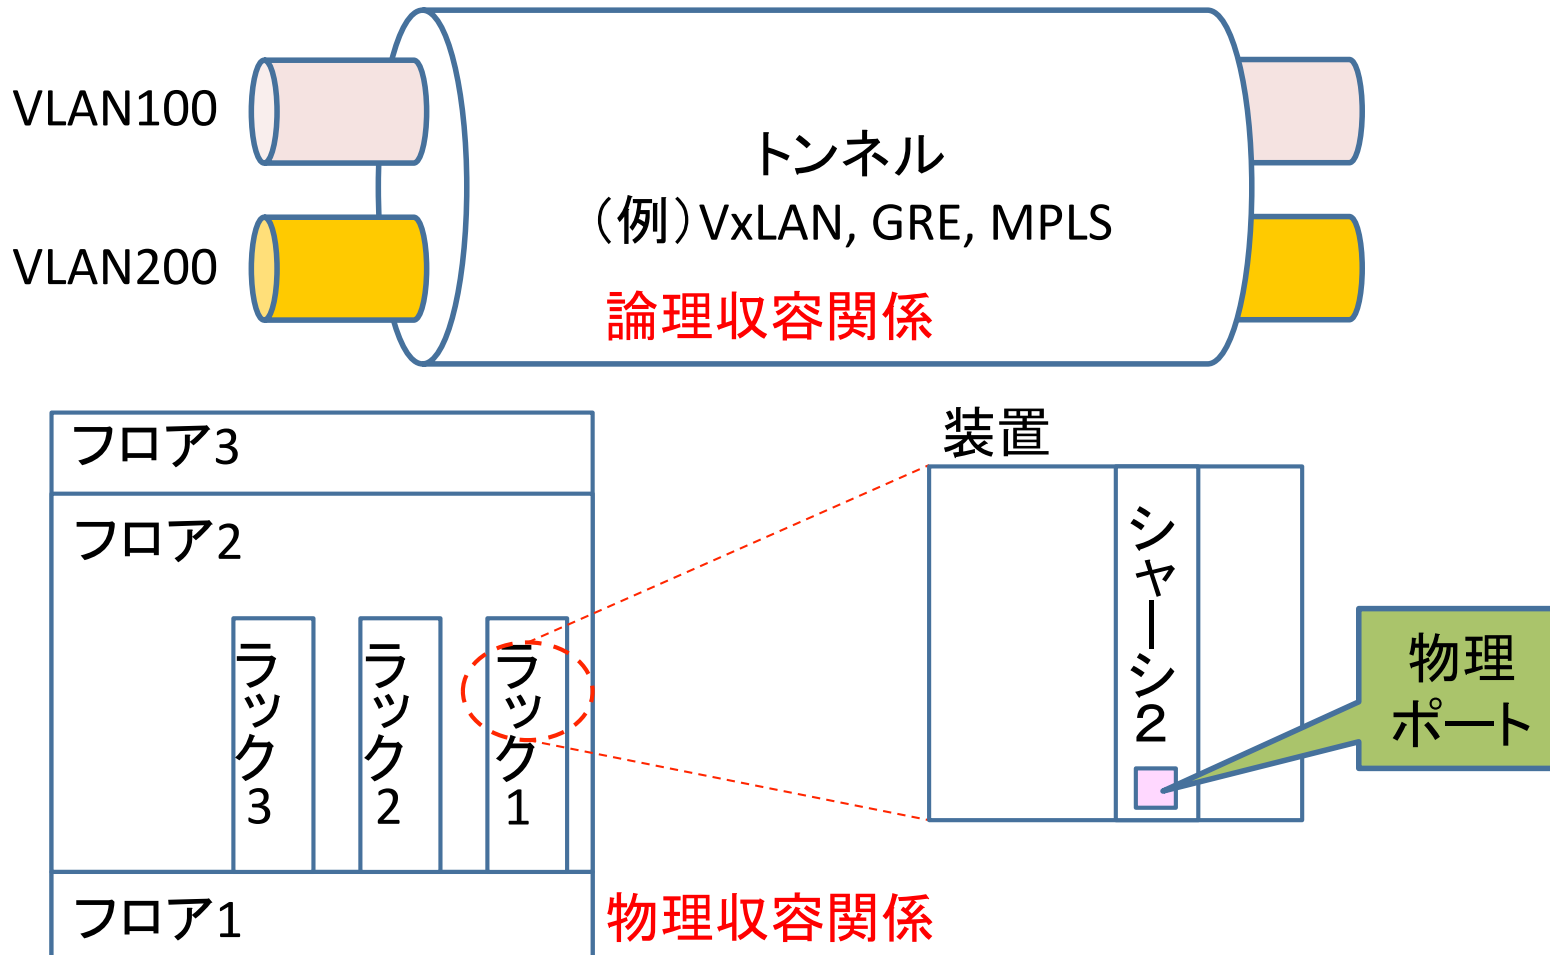 VLAN100
VLAN200
トンネル
（例）VxLAN, GRE, MPLS
論理収容関係
フロア3
フロア2
ラック3
ラック2
ラック1
フロア1
物理収容関係
装置
シャーシ２
物理
ポート